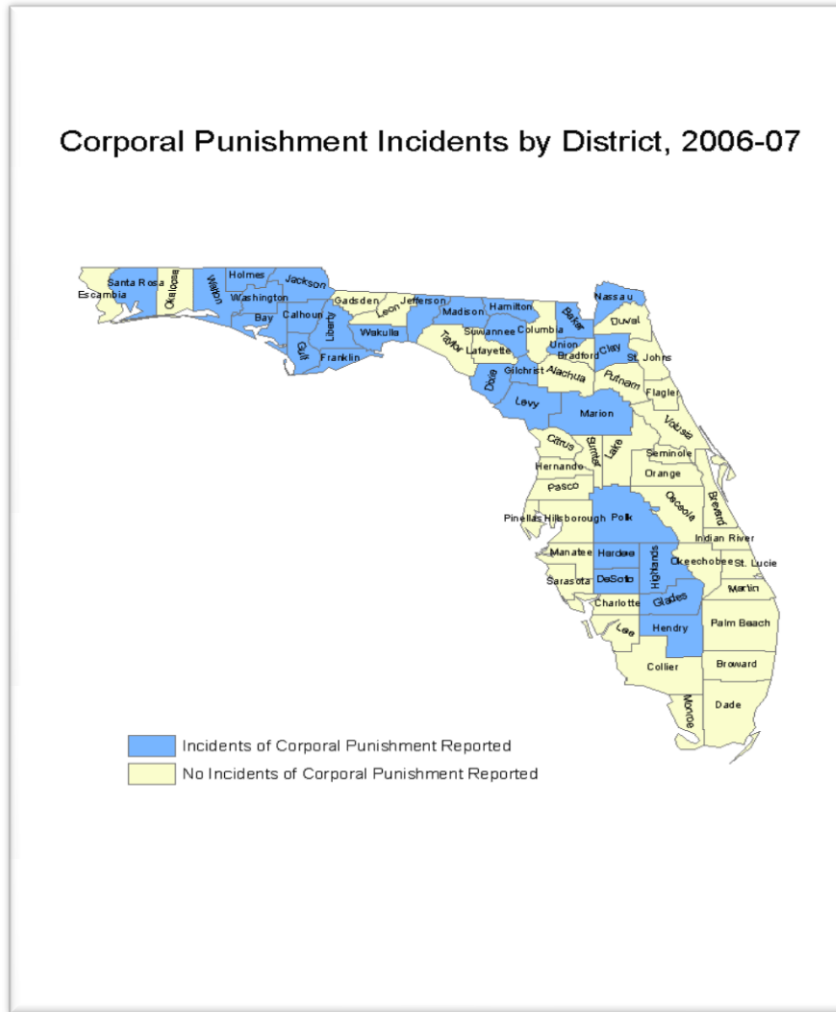 Corporal Punishment Incidents by District, 2006-07
Escambia
Santa Rosa
Okaloosa
Walton
Holmes
Jackson
Washington
Bay
Calhoun
Gulf
Liberty
Franklin
Gadsden
Leon
Jefferson
Wakulla
Madison
Hamilton
Taylor
Suwannee
Lafayette
Columbia
Baker
Nassau
Duval
Union
Bradford
Clay
St. Johns
Dixie
Gilchrist
Alachua
Putnam
Flagler
Levy
Marion
Volusia
Citrus
Sumter
Lake
Seminole
Hernando
Orange
Pasco
Osceola
Brevard
Pinellas
Hillsborough
Polk
Indian River
Manatee
Hardee
Highlands
Okeechobee
St. Lucie
Sarasota
DeSoto
Martin
Charlotte
Glades
Lee
Hendry
Palm Beach
Collier
Broward
Monroe
Dade
Incidents of Corporal Punishment Reported
No Incidents of Corporal Punishment Reported